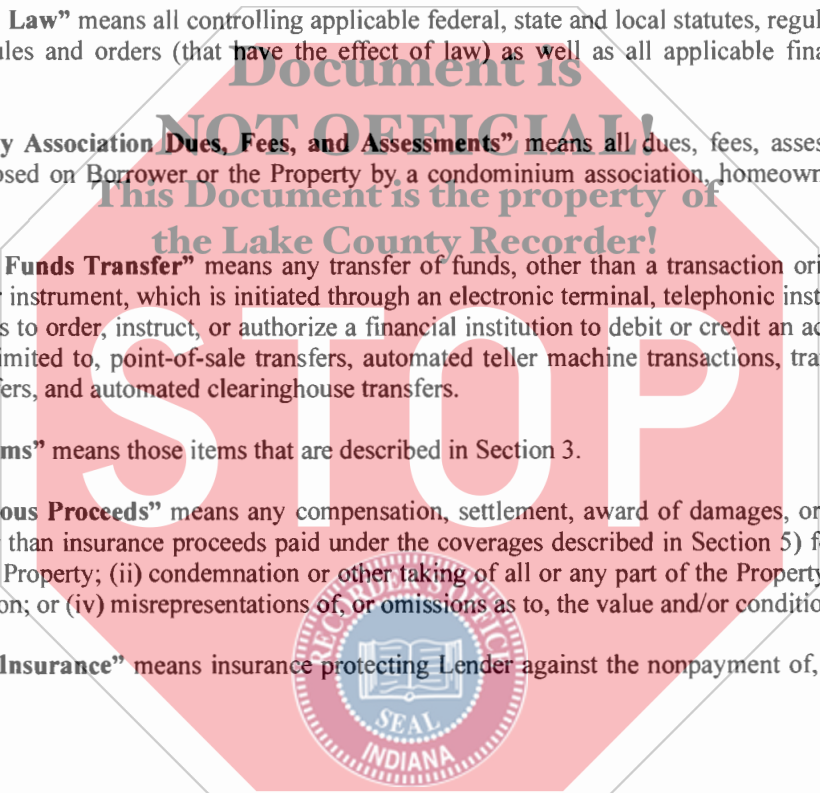 Law” means all controlling applicable federal, state and local statutes, regul
ules and orders (that have the effect of law) as well as all applicable fina
Document is
NOT OFFICIAL!
y Association Dues, Fees, and Assessments” means all dues, fees, asses
osed on Borrower or the Property by a condominium association, homeown
This Document is the property of
the Lake County Recorder!
Funds Transfer” means any transfer of funds, other than a transaction ori
r instrument, which is initiated through an electronic terminal, telephonic inst
s to order, instruct, or authorize a financial institution to debit or credit an ac
imited to, point-of-sale transfers, automated teller machine transactions, tra
fers, and automated clearinghouse transfers.
STOP
ms” means those items that are described in Section 3.
ous Proceeds” means any compensation, settlement, award of damages, or
r than insurance proceeds paid under the coverages described in Section 5) f
Property; (ii) condemnation or other taking of all or any part of the Property
on; or (iv) misrepresentations of, or omissions as to, the value and/or conditio
Insurance” means insurance protecting Lender against the nonpayment of,
RECORDER'S OFFICE
SEAL
INDIANA